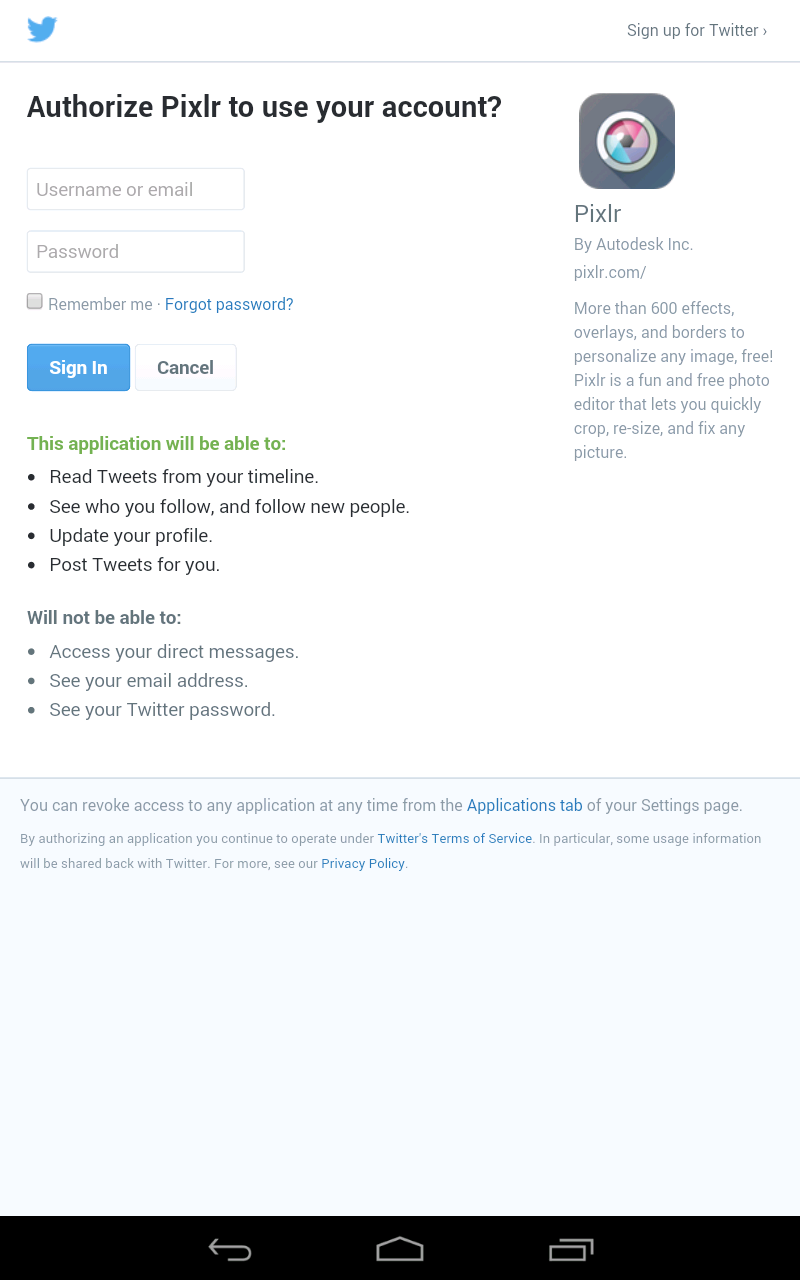 Sign up for Twitter ›
Authorize Pixlr to use your account?
Username or email
Password
Remember me · Forgot password?
Sign In
Cancel
This application will be able to:
• Read Tweets from your timeline.
• See who you follow, and follow new people.
• Update your profile.
• Post Tweets for you.
Will not be able to:
• Access your direct messages.
• See your email address.
• See your Twitter password.
Pixlr
By Autodesk Inc.
pixlr.com/
More than 600 effects,
overlays, and borders to
personalize any image, free!
Pixlr is a fun and free photo
editor that lets you quickly
crop, re-size, and fix any
picture.
You can revoke access to any application at any time from the Applications tab of your Settings page.
By authorizing an application you continue to operate under Twitter's Terms of Service. In particular, some usage information
will be shared back with Twitter. For more, see our Privacy Policy.